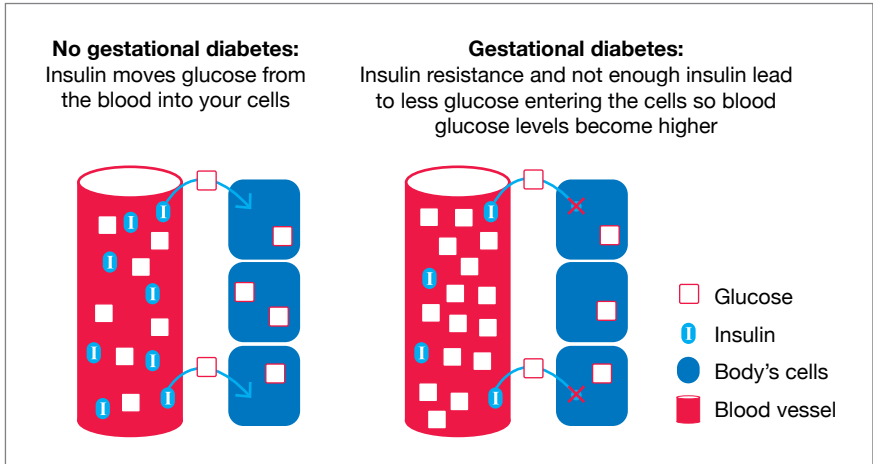 No gestational diabetes:
Insulin moves glucose from
the blood into your cells
Gestational diabetes:
Insulin resistance and not enough insulin lead
to less glucose entering the cells so blood
glucose levels become higher
I
I
I
I
I
I
I
I
I
I
I
I
Glucose
I Insulin
Body's cells
Blood vessel